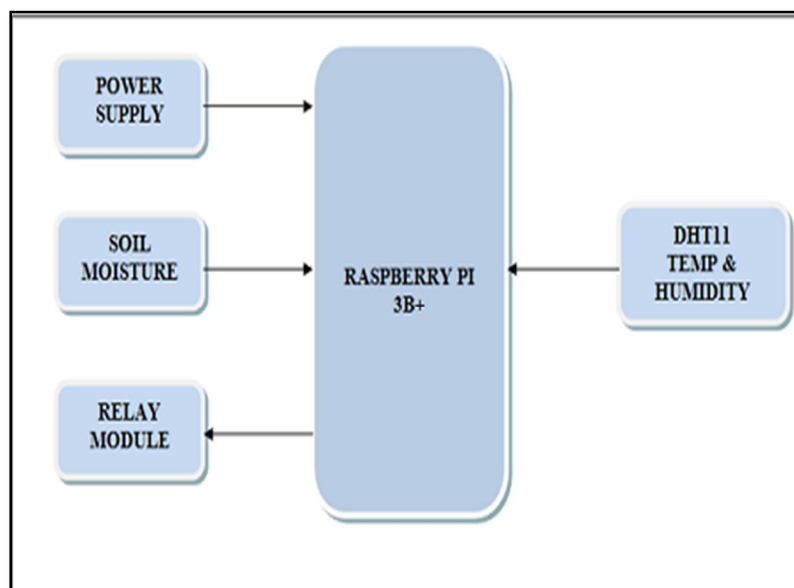 POWER
SUPPLY
SOIL
MOISTURE
RELAY
MODULE
RASPBERRY PI
3B+
DHT11
TEMP &
HUMIDITY